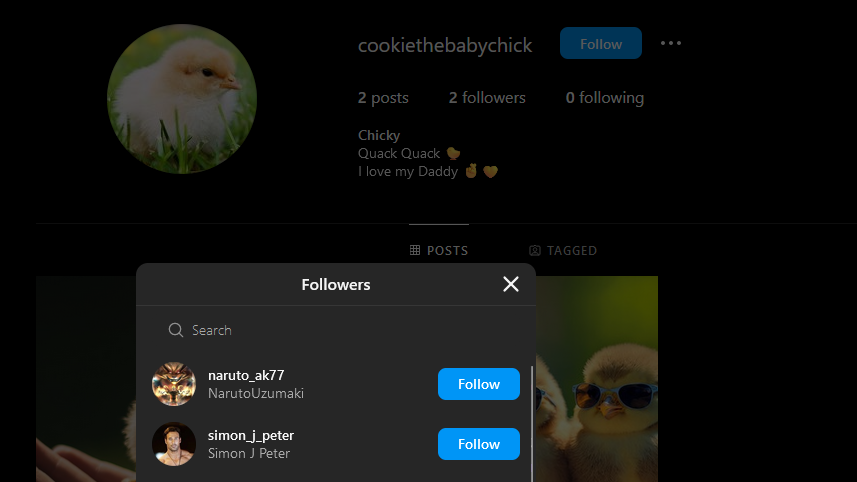 cookiethebabychick Follow
2 posts 2 followers 0 following
Chicky
Quack Quack 🐤
I love my Daddy 🤞 💛
POSTS TAGGED
Followers
Search
naruto_ak77
NarutoUzumaki
Follow
simon_j_peter
Simon J Peter
Follow